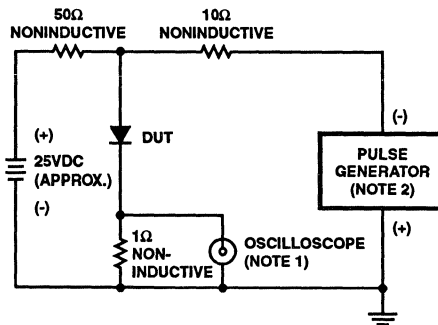 50Ω
NONINDUCTIVE
10Ω
NONINDUCTIVE
(+)
25VDC
(APPROX.)
(-)
DUT
1Ω
NON-
INDUCTIVE
OSCILLOSCOPE
(NOTE 1)
(-)
PULSE
GENERATOR
(NOTE 2)
(+)